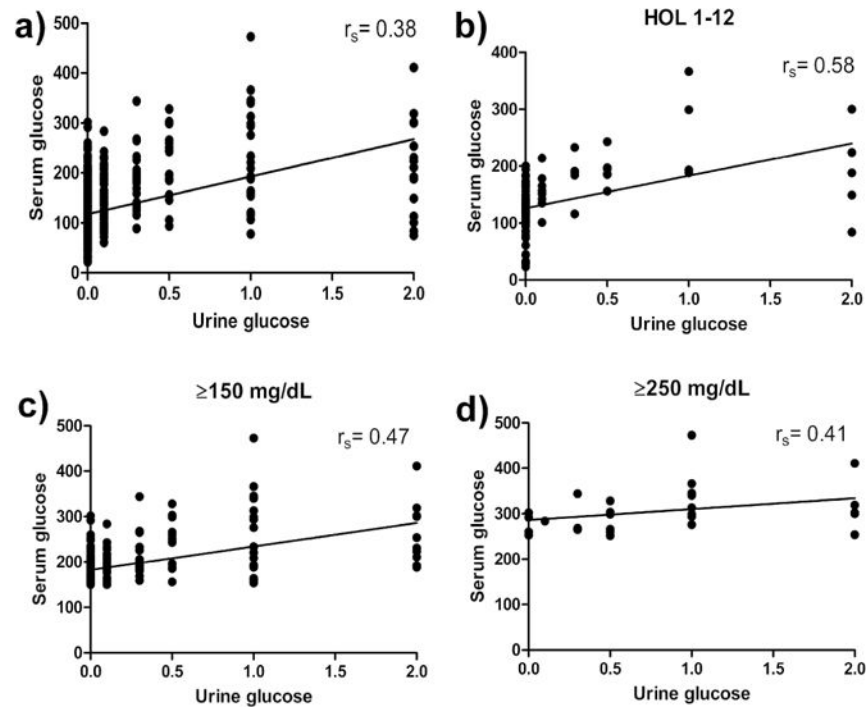 a)
r_s= 0.38
500
400
300
200
100
0
Serum glucose
0.0 0.5 1.0 1.5 2.0
Urine glucose
b)
HOL 1-12
r_s= 0.58
400
300
200
100
0
Serum glucose
0.0 0.5 1.0 1.5 2.0
Urine glucose
c)
≥150 mg/dL
r_s= 0.47
500
400
300
200
100
0
Serum glucose
0.0 0.5 1.0 1.5 2.0
Urine glucose
d)
≥250 mg/dL
r_s= 0.41
500
400
300
200
100
0
Serum glucose
0.0 0.5 1.0 1.5 2.0
Urine glucose